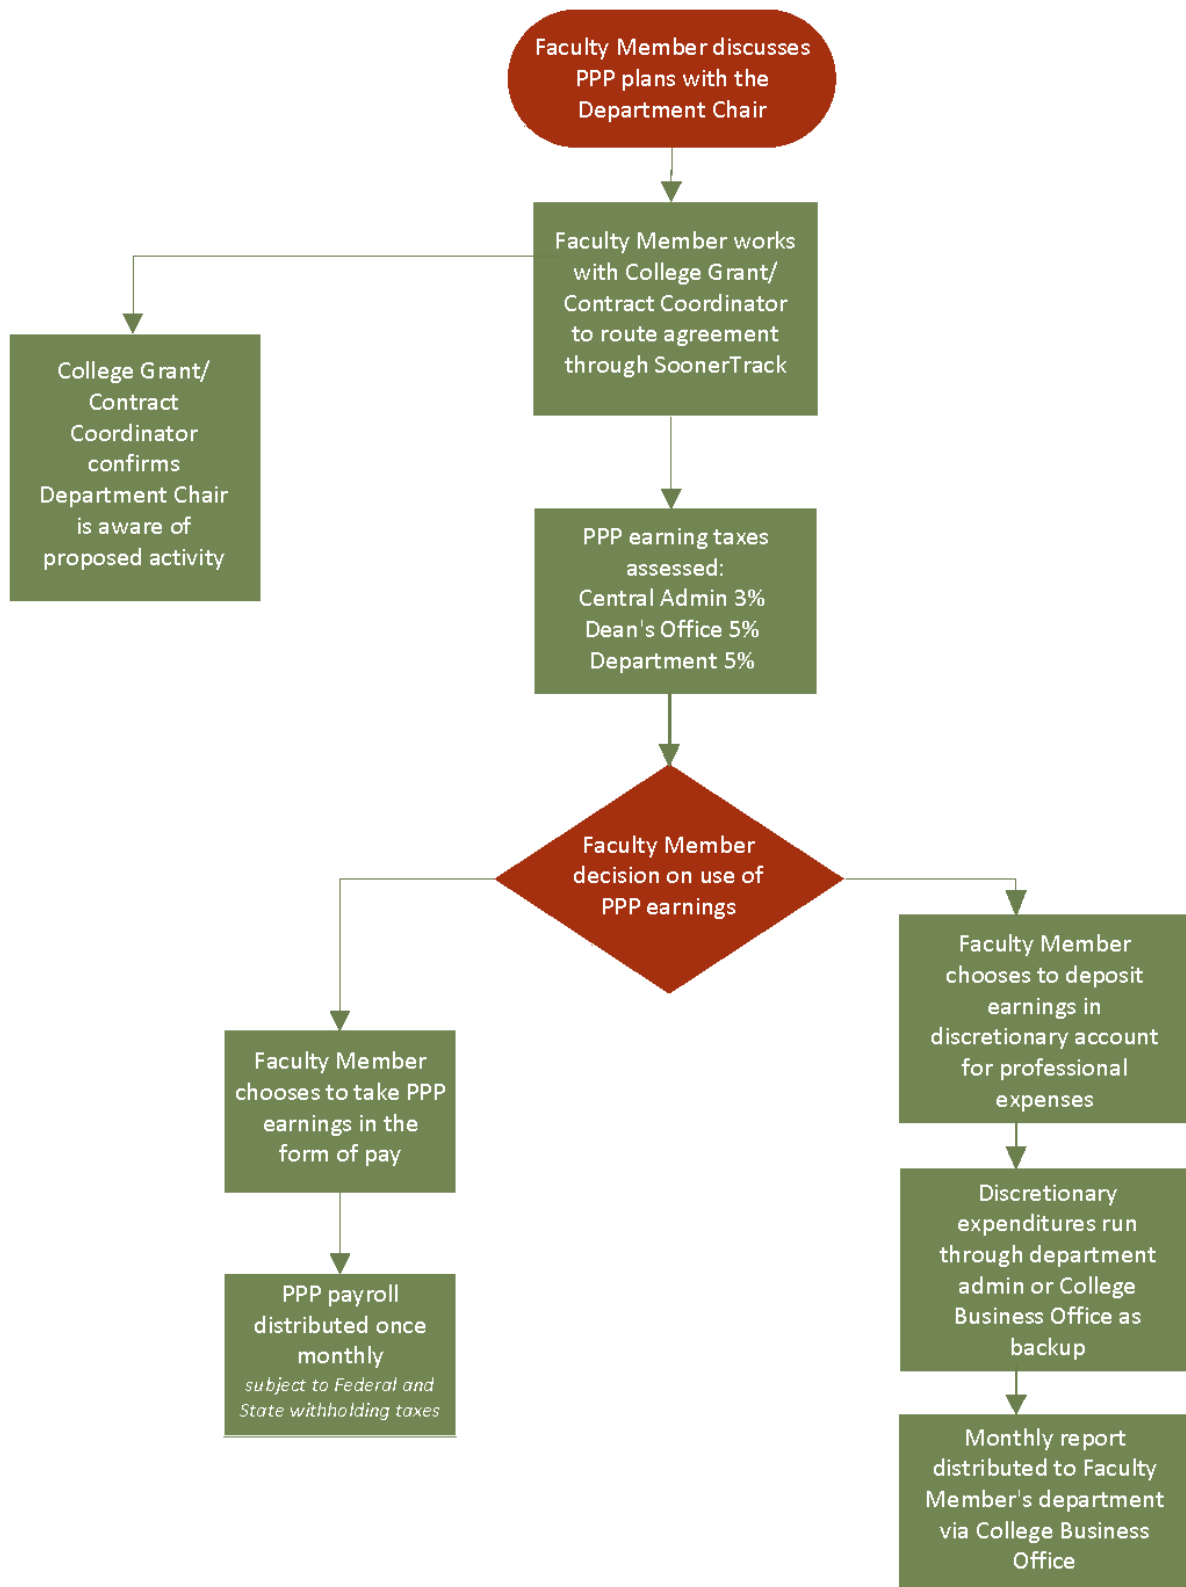 Faculty Member discusses
PPP plans with the
Department Chair
Faculty Member works
with College Grant/
Contract Coordinator
to route agreement
through SoonerTrack
College Grant/
Contract
Coordinator
confirms
Department Chair
is aware of
proposed activity
PPP earning taxes
assessed:
Central Admin 3%
Dean's Office 5%
Department 5%
Faculty Member
decision on use of
PPP earnings
Faculty Member
chooses to take PPP
earnings in the
form of pay
PPP payroll
distributed once
monthly
subject to Federal and
State withholding taxes
Faculty Member
chooses to deposit
earnings in
discretionary account
for professional
expenses
Discretionary
expenditures run
through department
admin or College
Business Office as
backup
Monthly report
distributed to Faculty
Member's department
via College Business
Office